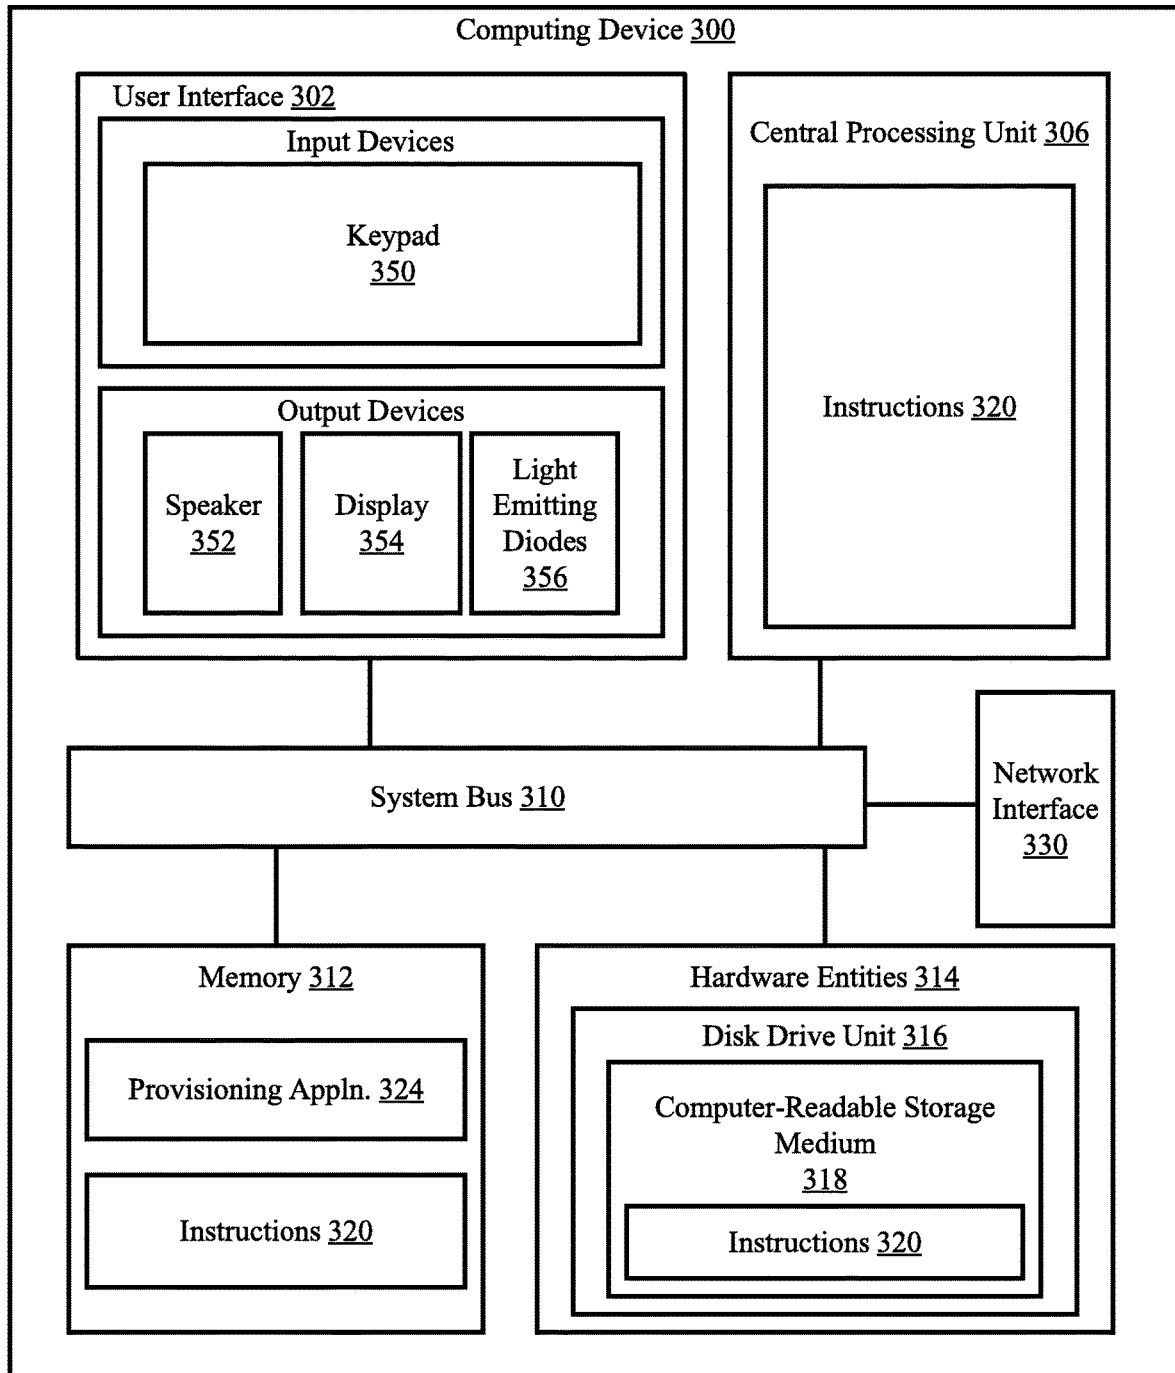 Computing Device 300
User Interface 302
Input Devices
Keypad
350
Output Devices
Speaker
352
Display
354
Light
Emitting
Diodes
356
Central Processing Unit 306
Instructions 320
System Bus 310
Network
Interface
330
Memory 312
Provisioning Appln. 324
Instructions 320
Hardware Entities 314
Disk Drive Unit 316
Computer-Readable Storage
Medium
318
Instructions 320